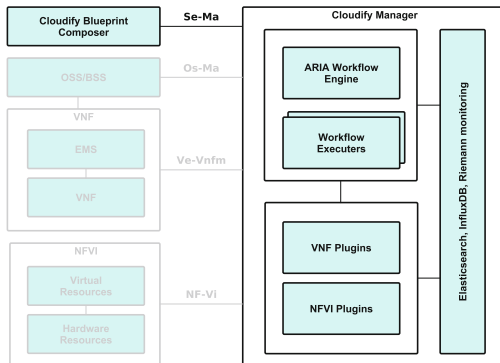 Cloudify Blueprint
Composer
Se-Ma
Cloudify Manager
OSS/BSS
Os-Ma
VNF
EMS
VNF
Ve-Vnfm
NFVI
Virtual
Resources
Hardware
Resources
NF-Vi
ARIA Workflow
Engine
Workflow
Executers
VNF Plugins
NFVI Plugins
Elasticsearch, InfluxDB, Riemann monitoring